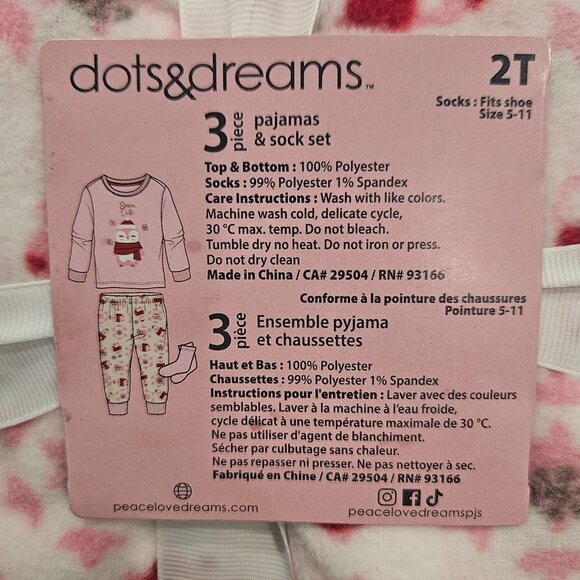 dots&dreams™
2T
Socks : Fits shoe
Size 5-11
3 piece pajamas
& sock set
Top & Bottom : 100% Polyester
Socks : 99% Polyester 1% Spandex
Care Instructions : Wash with like colors.
Machine wash cold, delicate cycle,
30 °C max. temp. Do not bleach.
Tumble dry no heat. Do not iron or press.
Do not dry clean
Made in China / CA# 29504 / RN# 93166
Conforme à la pointure des chaussures
Pointure 5-11
3 pièce Ensemble pyjama
et chaussettes
Haut et Bas : 100% Polyester
Chaussettes : 99% Polyester 1% Spandex
Instructions pour l'entretien : Laver avec des couleurs
semblables. Laver à la machine à l'eau froide,
cycle délicat à une température maximale de 30 °C.
Ne pas utiliser d'agent de blanchiment.
Sécher par culbutage sans chaleur.
Ne pas repasser ni presser. Ne pas nettoyer à sec.
Fabriqué en Chine / CA# 29504 / RN# 93166
peacelovedreams.com
peacelovedreamspjs